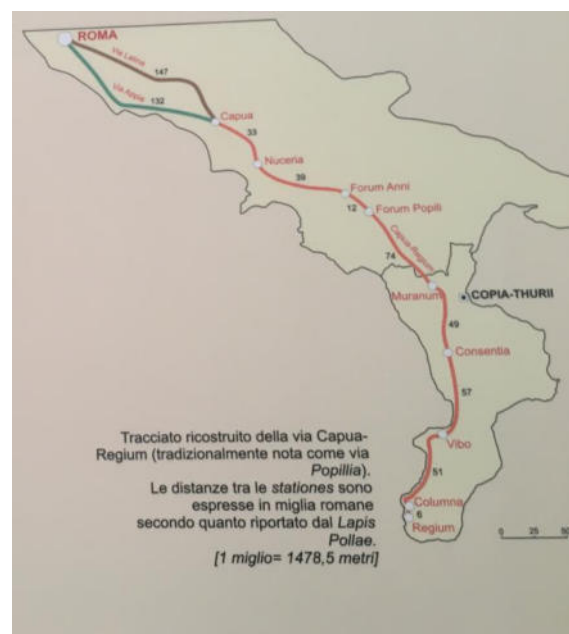 ROMA
Via Latina
147
Via Appia
132
Capua
33
Nuceria
39
Forum Anni
12
Forum Popili
Capua-Regium
74
Muranum
COPIA-THURII
49
Consentia
57
Vibo
51
Columna
6
Regium
0 25 50
Tracciato ricostruito della via Capua-
Regium (tradizionalmente nota come via
Popillia).
Le distanze tra le stationes sono
espresse in miglia romane
secondo quanto riportato dal Lapis
Pollae.
[1 miglio= 1478,5 metri]